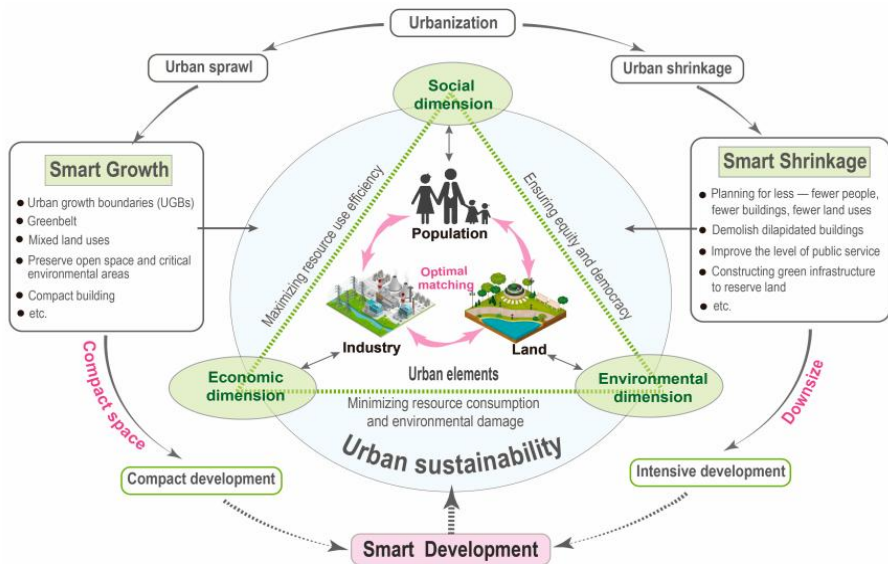 Urbanization
Urban sprawl
Urban shrinkage
Social
dimension
Smart Growth
Urban growth boundaries (UGBs)
Greenbelt
Mixed land uses
Preserve open space and critical
environmental areas
Compact building
etc.
Smart Shrinkage
Planning for less — fewer people,
fewer buildings, fewer land uses
Demolish dilapidated buildings
Improve the level of public service
Constructing green infrastructure
to reserve land
etc.
Maximizing resource use efficiency
Ensuring equity and democracy
Population
Optimal
matching
Industry
Land
Economic
dimension
Urban elements
Environmental
dimension
Minimizing resource consumption
and environmental damage
Urban sustainability
Compact space
Downsize
Compact development
Intensive development
Smart Development